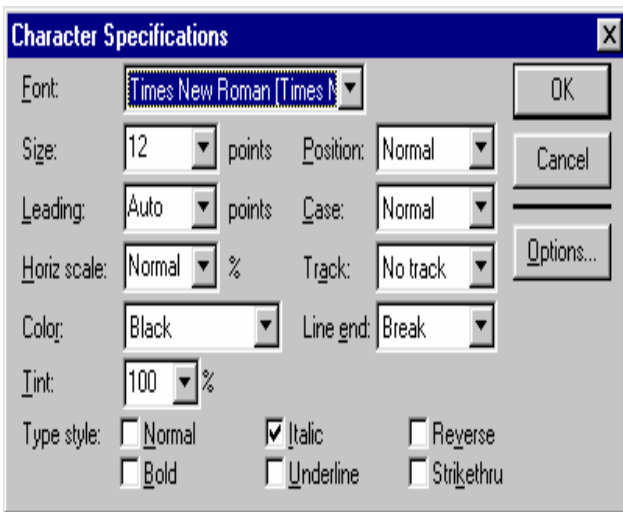 Character Specifications
Font: Times New Roman [Times N OK
Size: 12 points Position: Normal Cancel
Leading: Auto points Case: Normal
Horiz scale: Normal % Track: No track Options...
Color: Black Line end: Break
Tint: 100 %
Type style: Normal Italic Reverse
Bold Underline Strikethru